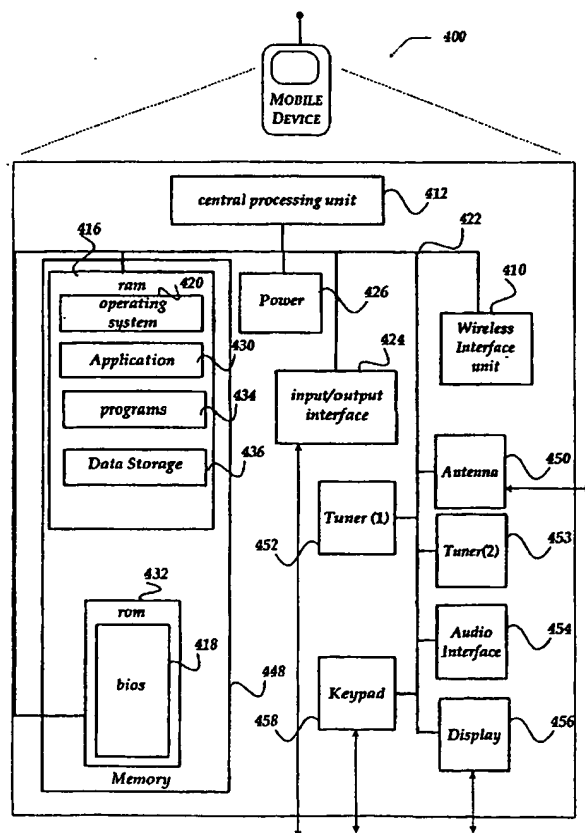 400
MOBILE
DEVICE
central processing unit
412
416
422
ram
420
operating
system
Power
426
410
Wireless
Interface
unit
Application
430
424
input/output
interface
programs
434
Data Storage
436
Antenna
450
Tuner (1)
452
Tuner(2)
453
432
rom
418
bios
448
Audio
Interface
454
Keypad
458
Display
456
Memory